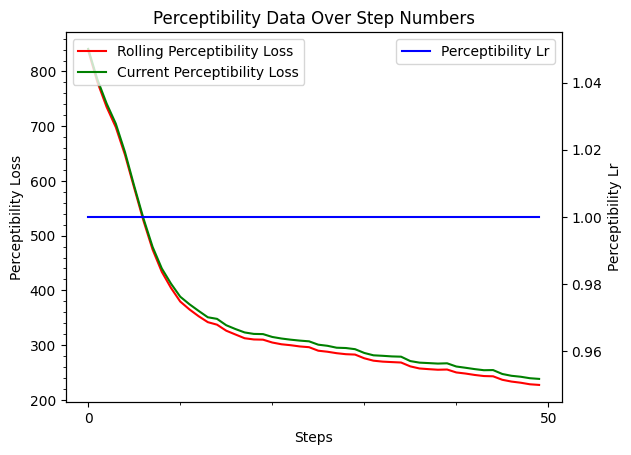 Perceptibility Data Over Step Numbers
Rolling Perceptibility Loss
Current Perceptibility Loss
Perceptibility Lr
800
700
600
500
400
300
200
Perceptibility Loss
1.04
1.02
1.00
0.98
0.96
Perceptibility Lr
0
50
Steps